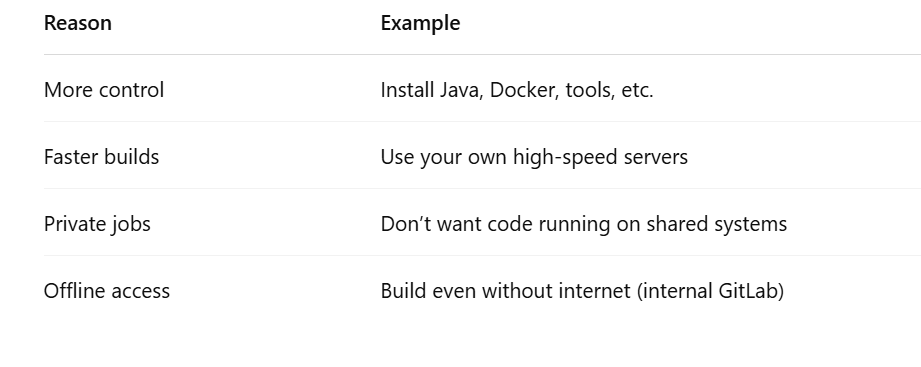 Reason Example
More control Install Java, Docker, tools, etc.
Faster builds Use your own high-speed servers
Private jobs Don’t want code running on shared systems
Offline access Build even without internet (internal GitLab)